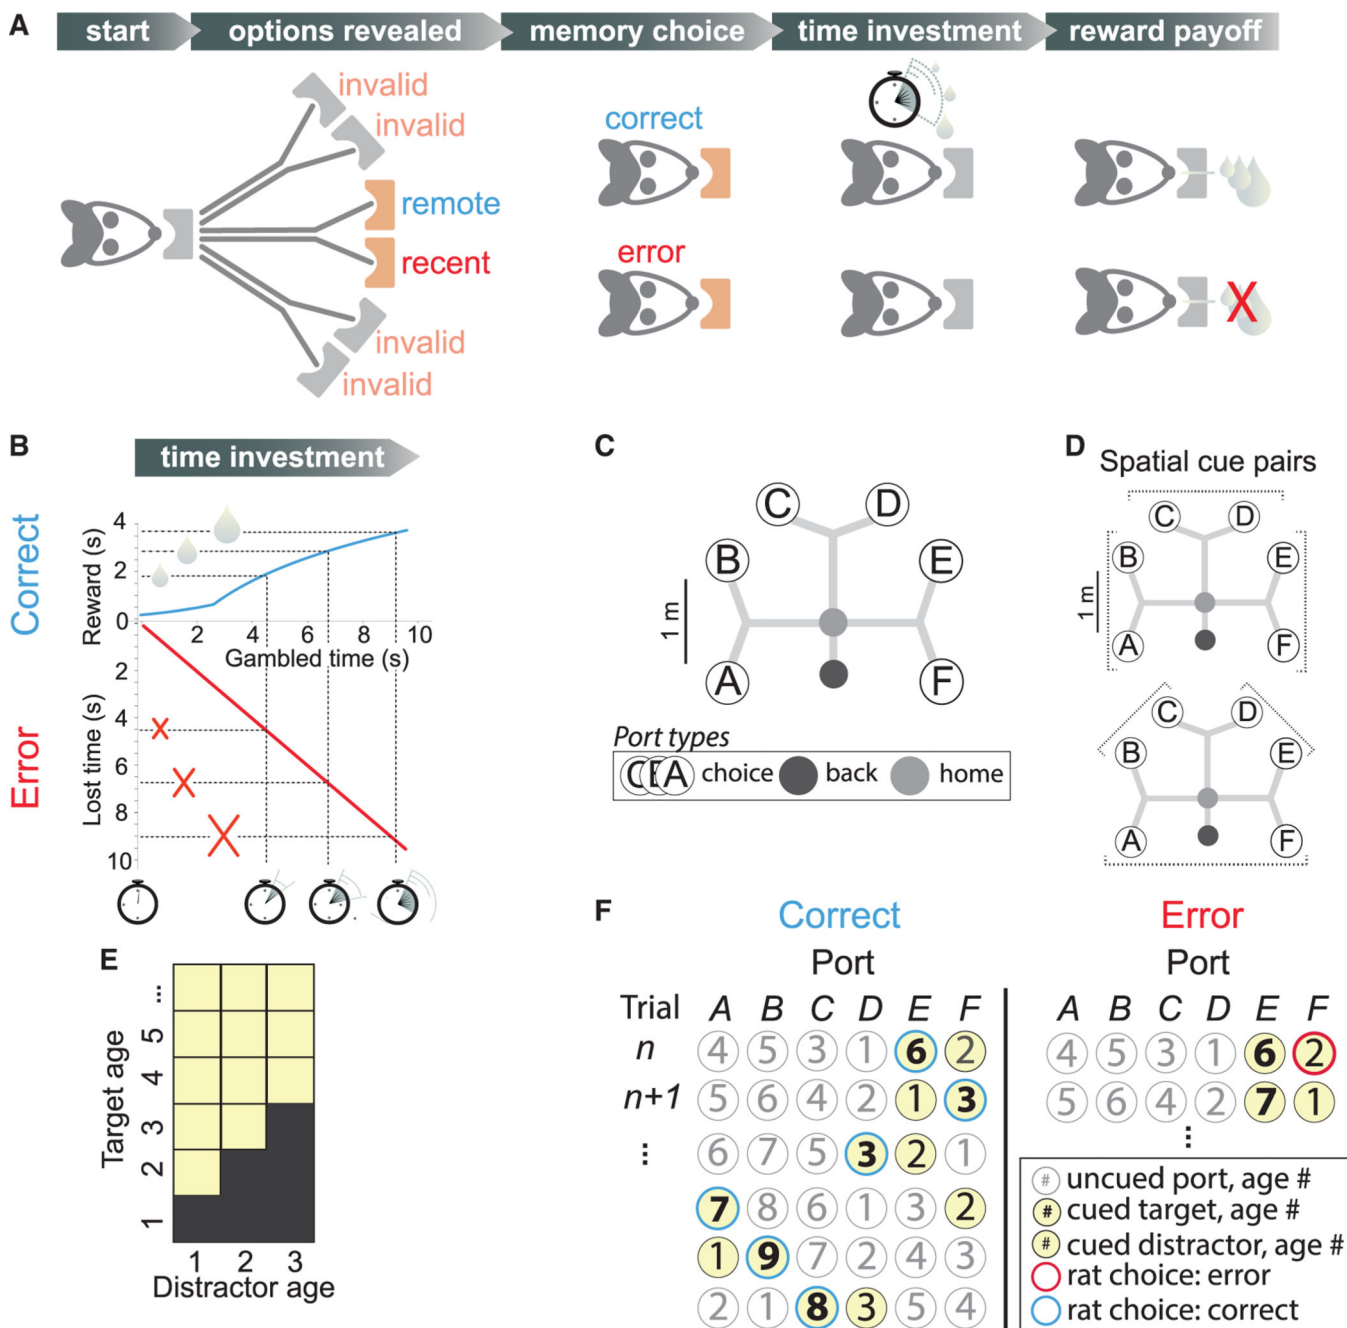 A
start options revealed memory choice time investment reward payoff
invalid
invalid
remote
recent
invalid
invalid
correct
error
X
B
time investment
Correct
Reward (s)
4
2
0
2 4 6 8 10
Gambled time (s)
Error
Lost time (s)
2
4
6
8
10
C
C D
B E
A F
1 m
Port types
C E A choice back home
D
Spatial cue pairs
C D
B E
1 m
A F
C D
B E
A F
E
Target age
...
5
4
3
2
1
1 2 3
Distractor age
F
Correct
Port
Trial A B C D E F
n 4 5 3 1 6 2
n+1 5 6 4 2 1 3
⋮ 6 7 5 3 2 1
7 8 6 1 3 2
1 9 7 2 4 3
2 1 8 3 5 4
Error
Port
A B C D E F
4 5 3 1 6 2
5 6 4 2 7 1
⋮
# uncued port, age #
# cued target, age #
# cued distractor, age #
rat choice: error
rat choice: correct